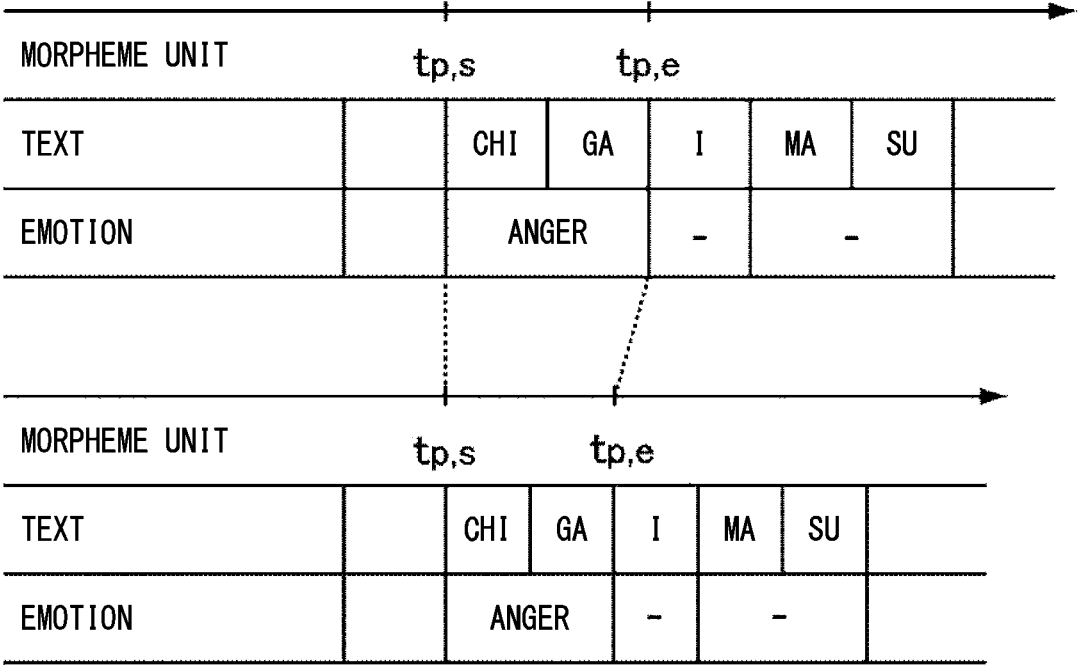 MORPHEME UNIT tp,s tp,e
TEXT CHI GA I MA SU
EMOTION ANGER - -
MORPHEME UNIT tp,s tp,e
TEXT CHI GA I MA SU
EMOTION ANGER - -